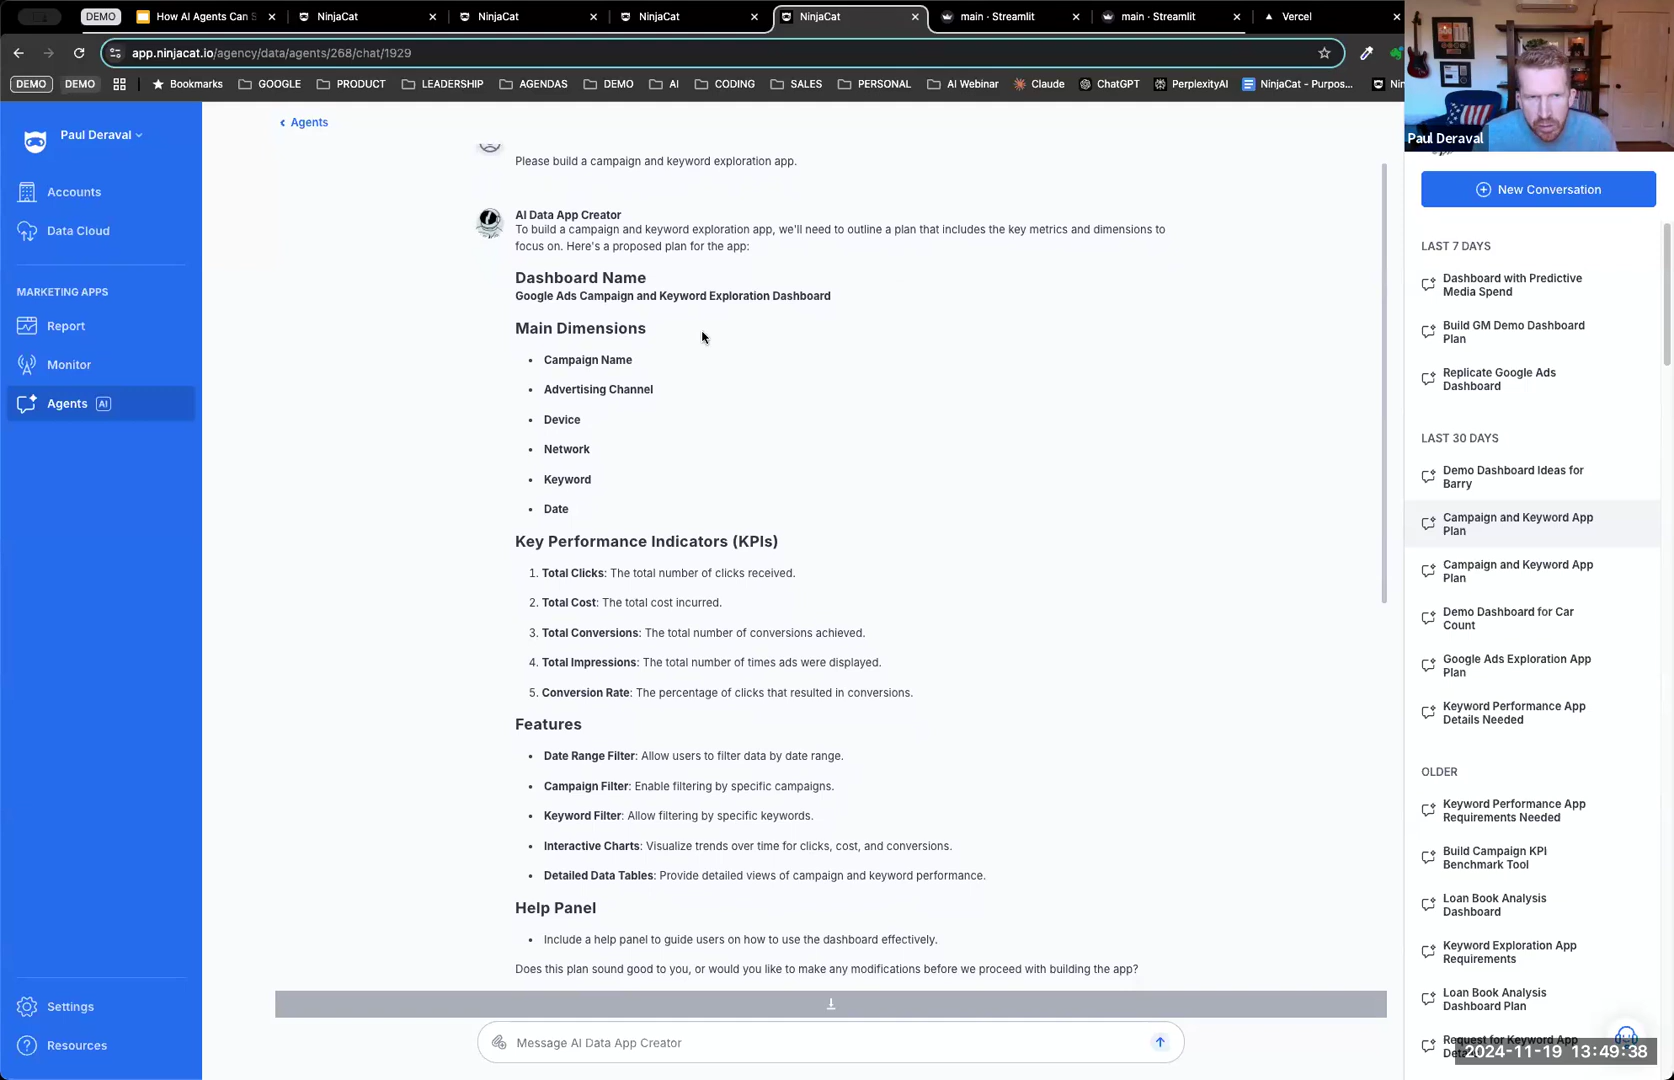 DEMO
How AI Agents Can S
NinjaCat
NinjaCat
NinjaCat
NinjaCat
main · Streamlit
main · Streamlit
Vercel
app.ninjacat.io/agency/data/agents/268/chat/1929
DEMO
DEMO
Bookmarks
GOOGLE
PRODUCT
LEADERSHIP
AGENDAS
DEMO
AI
CODING
SALES
PERSONAL
AI Webinar
Claude
ChatGPT
PerplexityAI
NinjaCat - Purpos...
Nin
Paul Deraval
Paul Deraval
Accounts
Data Cloud
MARKETING APPS
Report
Monitor
Agents AI
Settings
Resources
Agents
Please build a campaign and keyword exploration app.
AI Data App Creator
To build a campaign and keyword exploration app, we'll need to outline a plan that includes the key metrics and dimensions to
focus on. Here's a proposed plan for the app:
Dashboard Name
Google Ads Campaign and Keyword Exploration Dashboard
Main Dimensions
• Campaign Name
• Advertising Channel
• Device
• Network
• Keyword
• Date
Key Performance Indicators (KPIs)
1. Total Clicks: The total number of clicks received.
2. Total Cost: The total cost incurred.
3. Total Conversions: The total number of conversions achieved.
4. Total Impressions: The total number of times ads were displayed.
5. Conversion Rate: The percentage of clicks that resulted in conversions.
Features
• Date Range Filter: Allow users to filter data by date range.
• Campaign Filter: Enable filtering by specific campaigns.
• Keyword Filter: Allow filtering by specific keywords.
• Interactive Charts: Visualize trends over time for clicks, cost, and conversions.
• Detailed Data Tables: Provide detailed views of campaign and keyword performance.
Help Panel
• Include a help panel to guide users on how to use the dashboard effectively.
Does this plan sound good to you, or would you like to make any modifications before we proceed with building the app?
Message AI Data App Creator
New Conversation
LAST 7 DAYS
Dashboard with Predictive
Media Spend
Build GM Demo Dashboard
Plan
Replicate Google Ads
Dashboard
LAST 30 DAYS
Demo Dashboard Ideas for
Barry
Campaign and Keyword App
Plan
Campaign and Keyword App
Plan
Demo Dashboard for Car
Count
Google Ads Exploration App
Plan
Keyword Performance App
Details Needed
OLDER
Keyword Performance App
Requirements Needed
Build Campaign KPI
Benchmark Tool
Loan Book Analysis
Dashboard
Keyword Exploration App
Requirements
Loan Book Analysis
Dashboard Plan
Request for Keyword App
2024-11-19 13:49:38